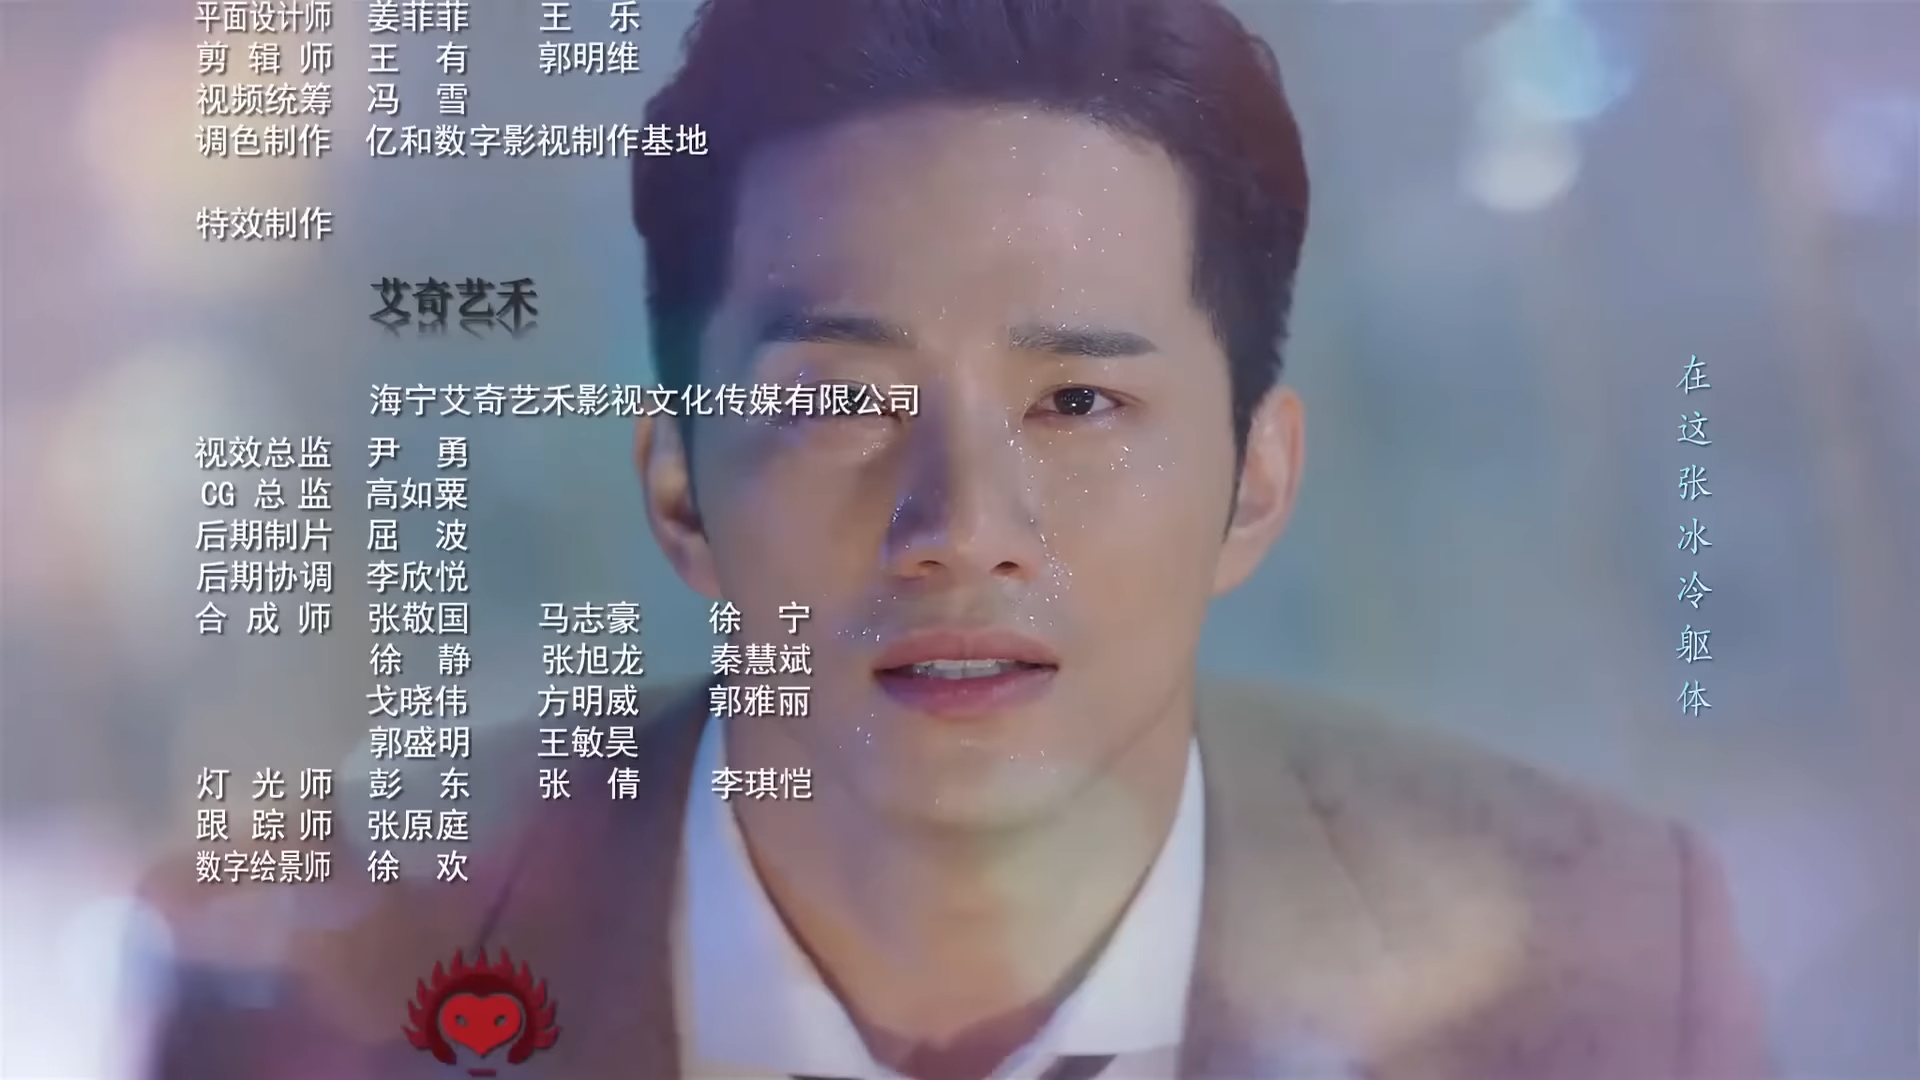 平面设计师 姜菲菲 王 乐
剪 辑 师 王 有 郭明维
视频统筹 冯 雪
调色制作 亿和数字影视制作基地
特效制作
艾奇艺禾
海宁艾奇艺禾影视文化传媒有限公司
视效总监 尹 勇
CG 总 监 高如粟
后期制片 屈 波
后期协调 李欣悦
合 成 师 张敬国 马志豪 徐 宁
徐 静 张旭龙 秦慧斌
戈晓伟 方明威 郭雅丽
郭盛明 王敏昊
灯 光 师 彭 东 张 倩 李琪恺
跟 踪 师 张原庭
数字绘景师 徐 欢
在这张冰冷躯体